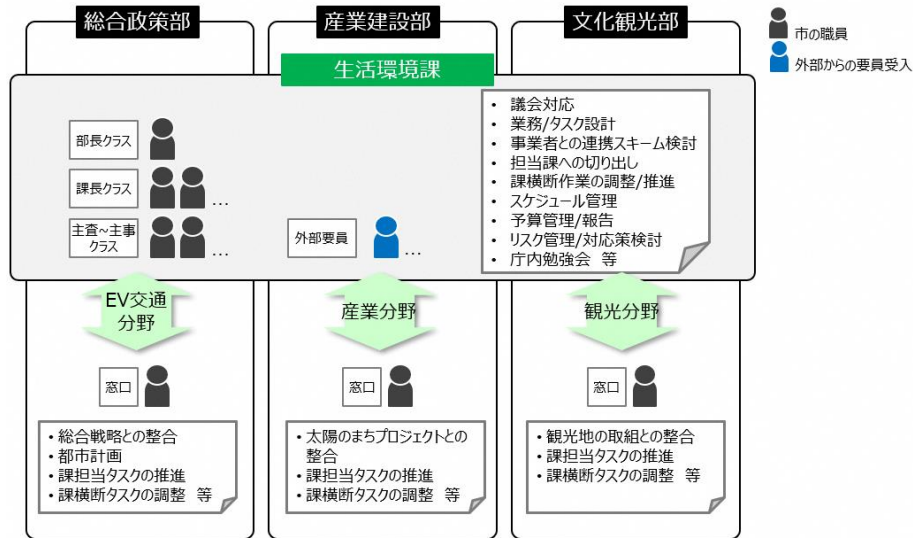 総合政策部
産業建設部
文化観光部
市の職員
外部からの要員受入
生活環境課
部長クラス
課長クラス
…
主査~主事
クラス
…
外部要員
…
• 議会対応
• 業務/タスク設計
• 事業者との連携スキーム検討
• 担当課への切り出し
• 課横断作業の調整/推進
• スケジュール管理
• 予算管理/報告
• リスク管理/対応策検討
• 庁内勉強会 等
EV交通
分野
産業分野
観光分野
窓口
窓口
窓口
• 総合戦略との整合
• 都市計画
• 課担当タスクの推進
• 課横断タスクの調整 等
• 太陽のまちプロジェクトとの
整合
• 課担当タスクの推進
• 課横断タスクの調整 等
• 観光地の取組との整合
• 課担当タスクの推進
• 課横断タスクの調整 等